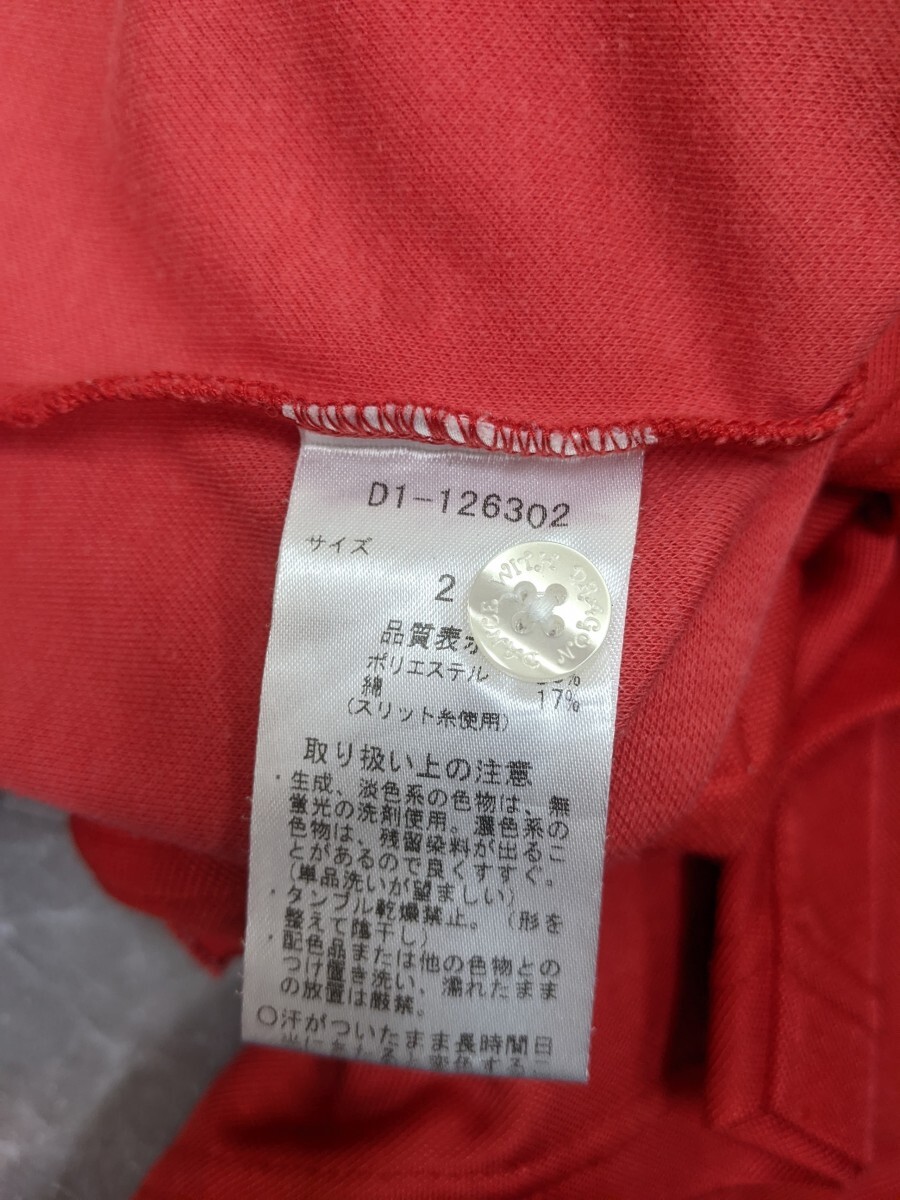 D1-126302
サイズ
2
DANCE WITH DRAGON
品質表
ポリエステル
綿 17%
(スリット糸使用)
取り扱い上の注意
・生成、淡色系の色物は、無
蛍光の洗剤使用。濃色系の
色物は、残留染料が出るこ
とがあるので良くすすぐ。
(単品洗いが望ましい)
・タンブル乾燥禁止。(形を
整えて陰干し)
・配色品または他の色物との
つけ置き洗い、濡れたまま
の放置は厳禁。
○汗がついたまま長時間日